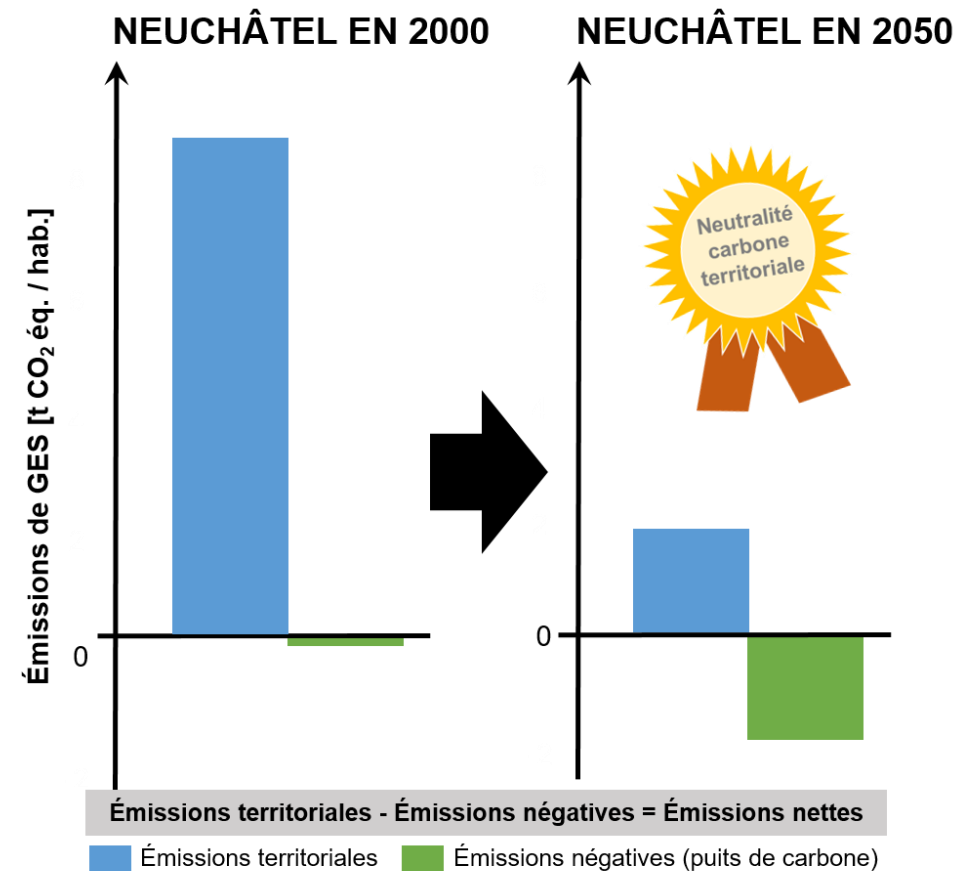 NEUCHÂTEL EN 2000
NEUCHÂTEL EN 2050
Émissions de GES [t CO₂ éq. / hab.]
Neutralité
carbone
territoriale
0
0
Émissions territoriales - Émissions négatives = Émissions nettes
Émissions territoriales
Émissions négatives (puits de carbone)